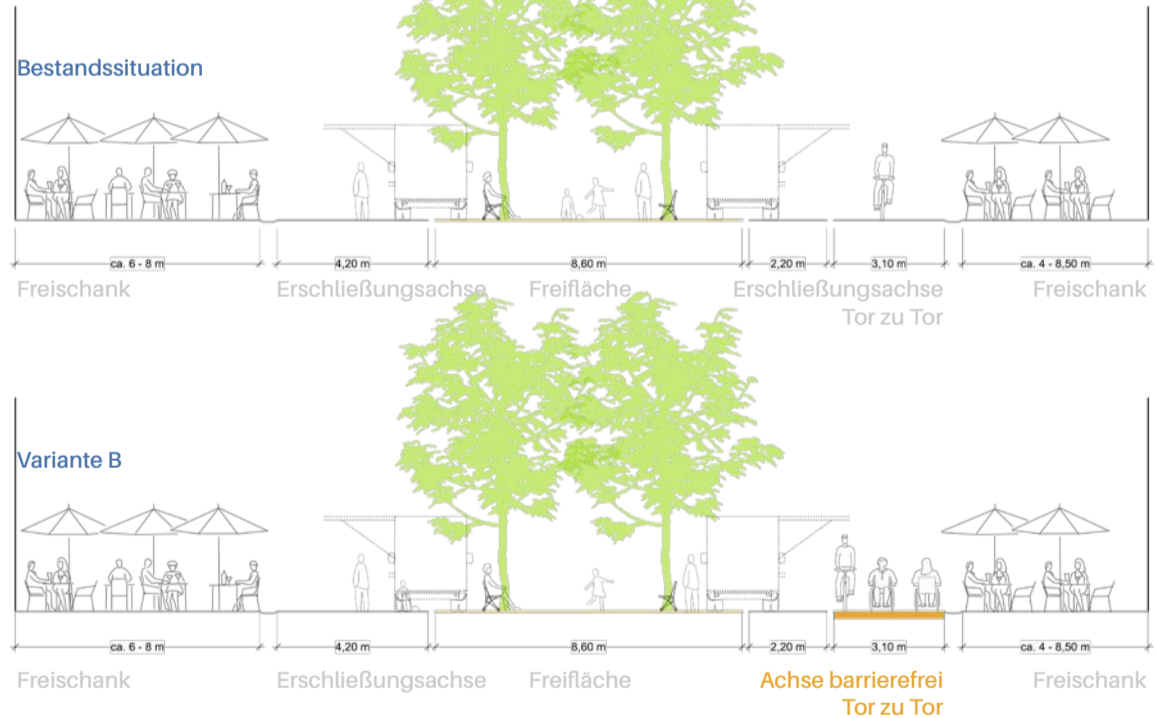 Bestandssituation
ca. 6 - 8 m
4,20 m
8,60 m
2,20 m
3,10 m
ca. 4 - 8,50 m
Freischank
Erschließungsachse
Freifläche
Erschließungsachse
Tor zu Tor
Freischank
Variante B
ca. 6 - 8 m
4,20 m
8,60 m
2,20 m
3,10 m
ca. 4 - 8,50 m
Freischank
Erschließungsachse
Freifläche
Achse barrierefrei
Tor zu Tor
Freischank